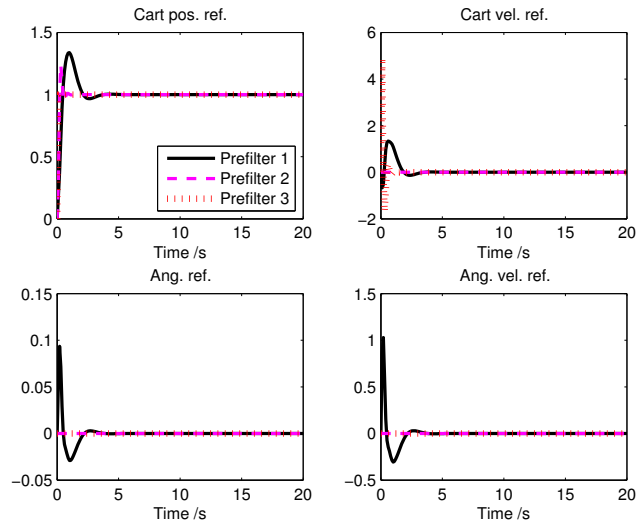 Cart pos. ref.
1.5
1
0.5
0
Prefilter 1
Prefilter 2
Prefilter 3
0 5 10 15 20
Time /s
Cart vel. ref.
6
4
2
0
−2
0 5 10 15 20
Time /s
Ang. ref.
0.15
0.1
0.05
0
−0.05
0 5 10 15 20
Time /s
Ang. vel. ref.
1.5
1
0.5
0
−0.5
0 5 10 15 20
Time /s